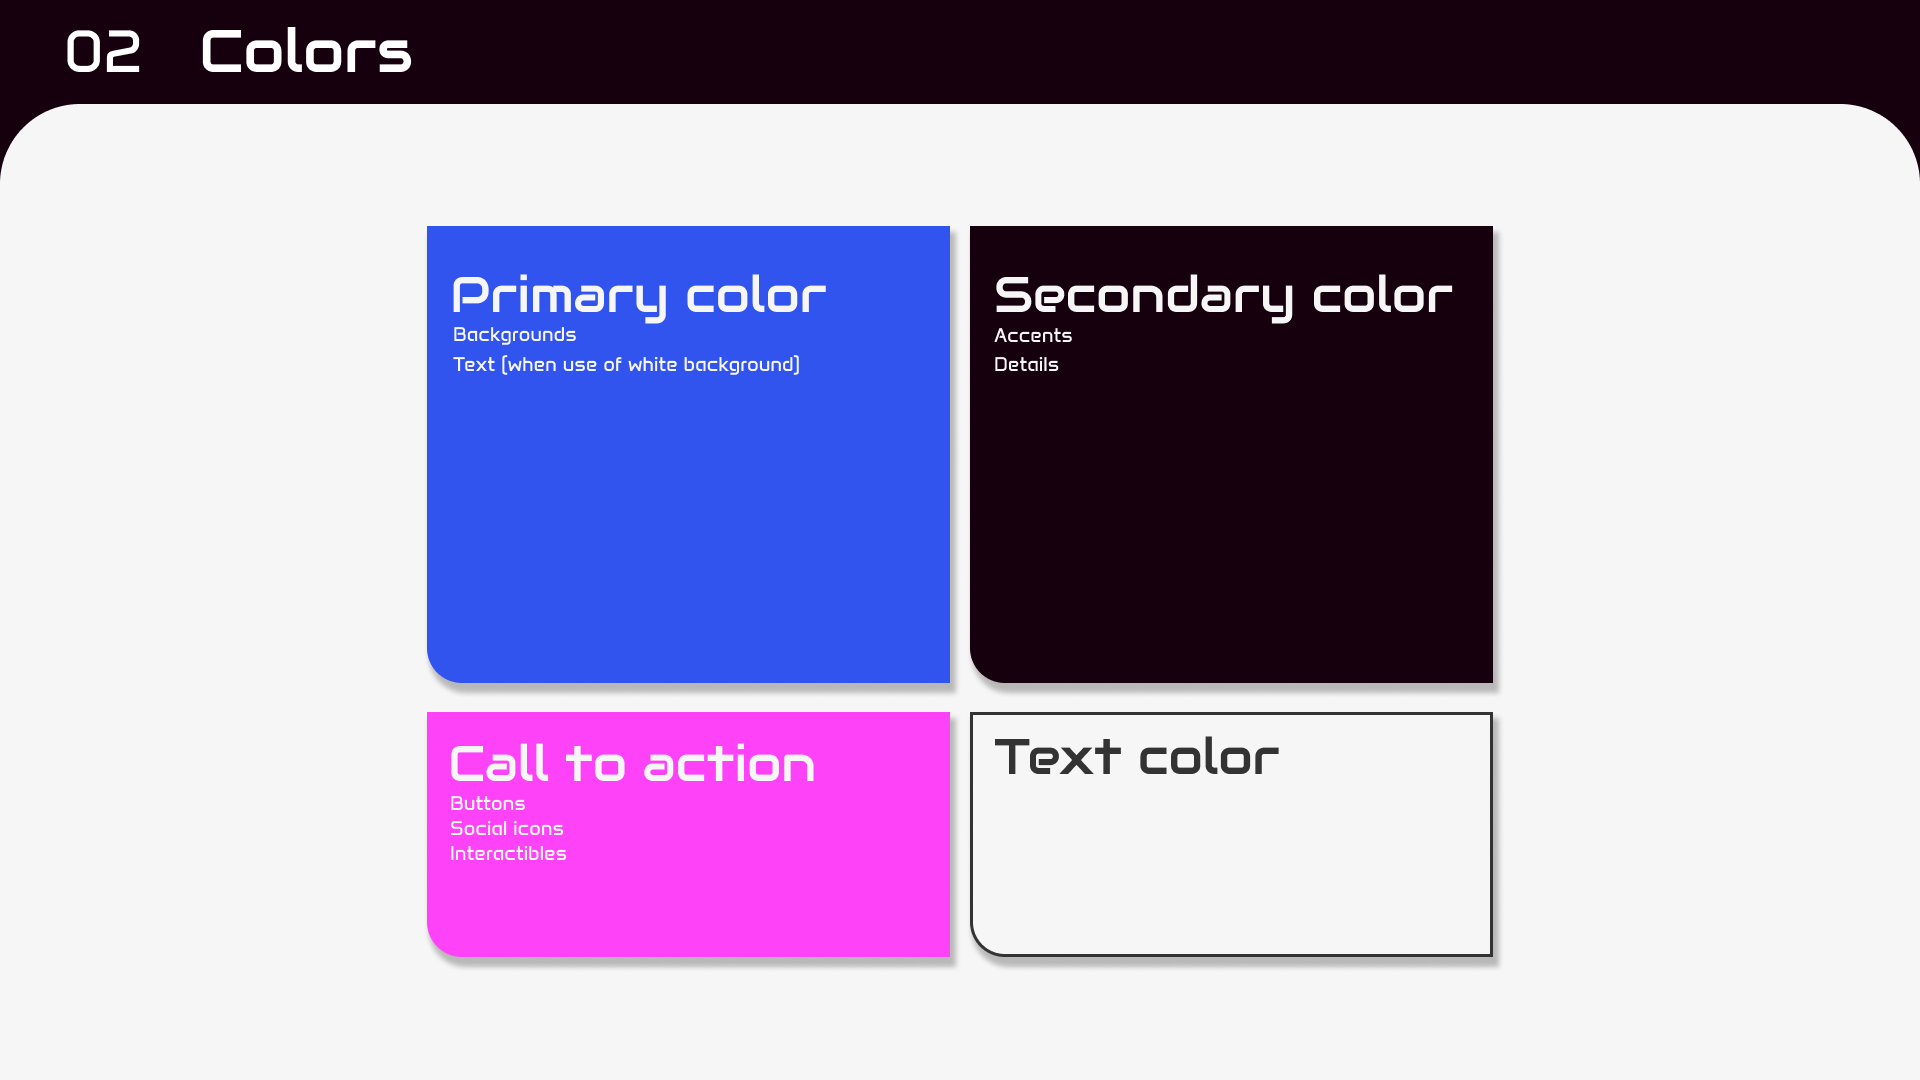 02 Colors
Primary color
Backgrounds
Text (when use of white background)
Secondary color
Accents
Details
Call to action
Buttons
Social icons
Interactibles
Text color